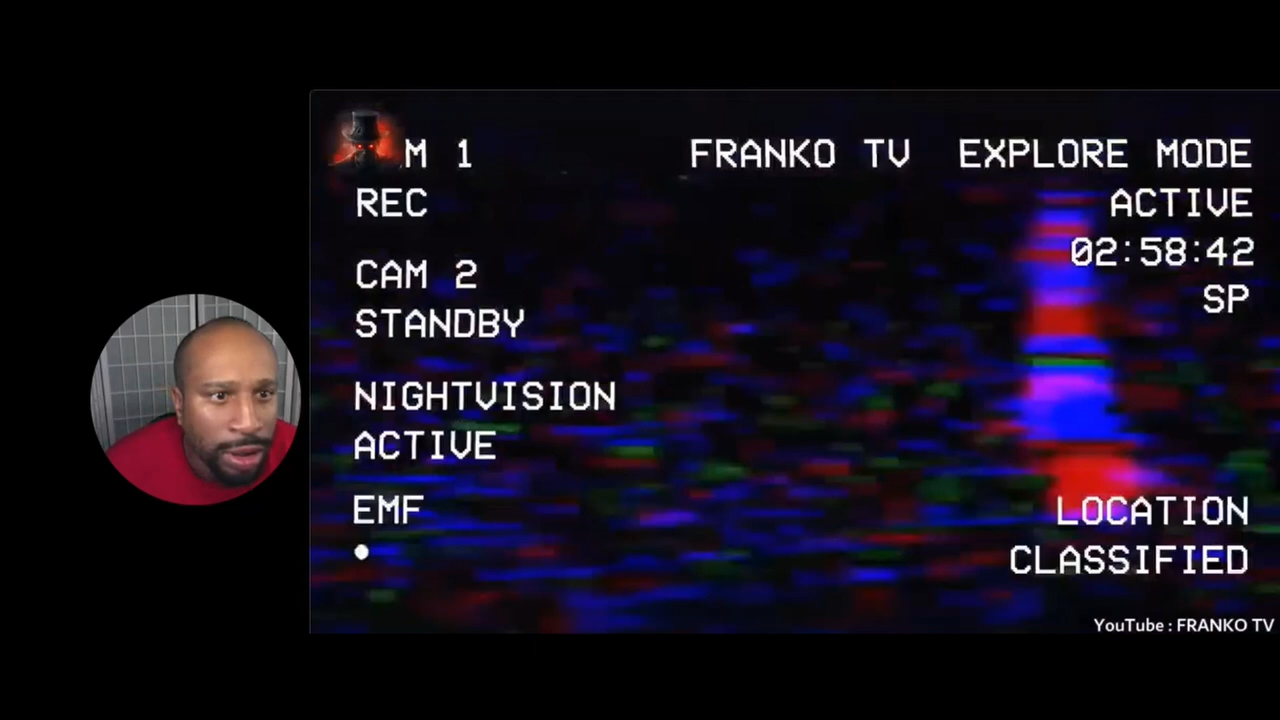 M 1
REC
CAM 2
STANDBY
NIGHTVISION
ACTIVE
EMF
FRANKO TV EXPLORE MODE
ACTIVE
02:58:42
SP
LOCATION
CLASSIFIED
YouTube : FRANKO TV